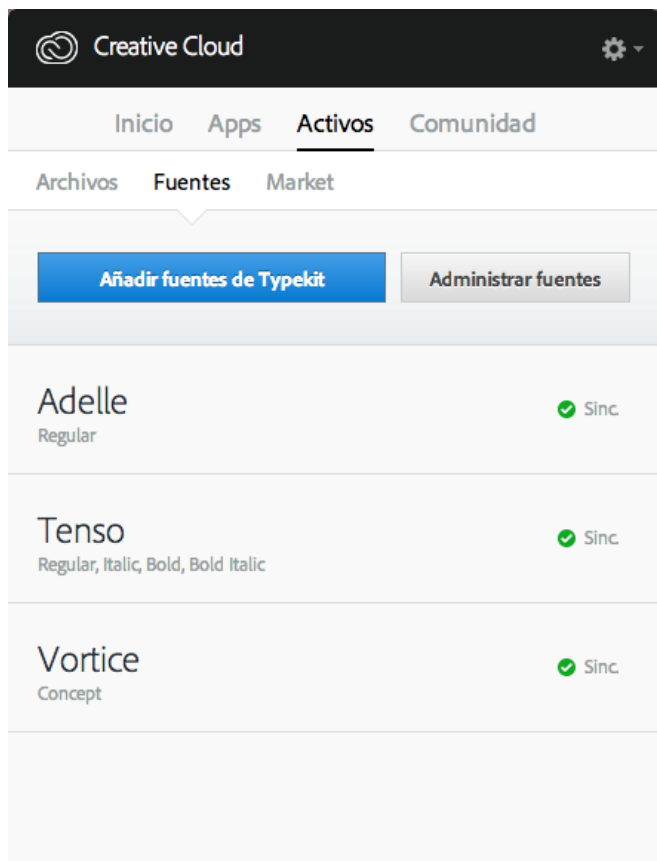 Creative Cloud
Inicio Apps Activos Comunidad
Archivos Fuentes Market
Añadir fuentes de Typekit Administrar fuentes
Adelle
Sinc.
Regular
Tenso
Sinc.
Regular, Italic, Bold, Bold Italic
Vortice
Sinc.
Concept